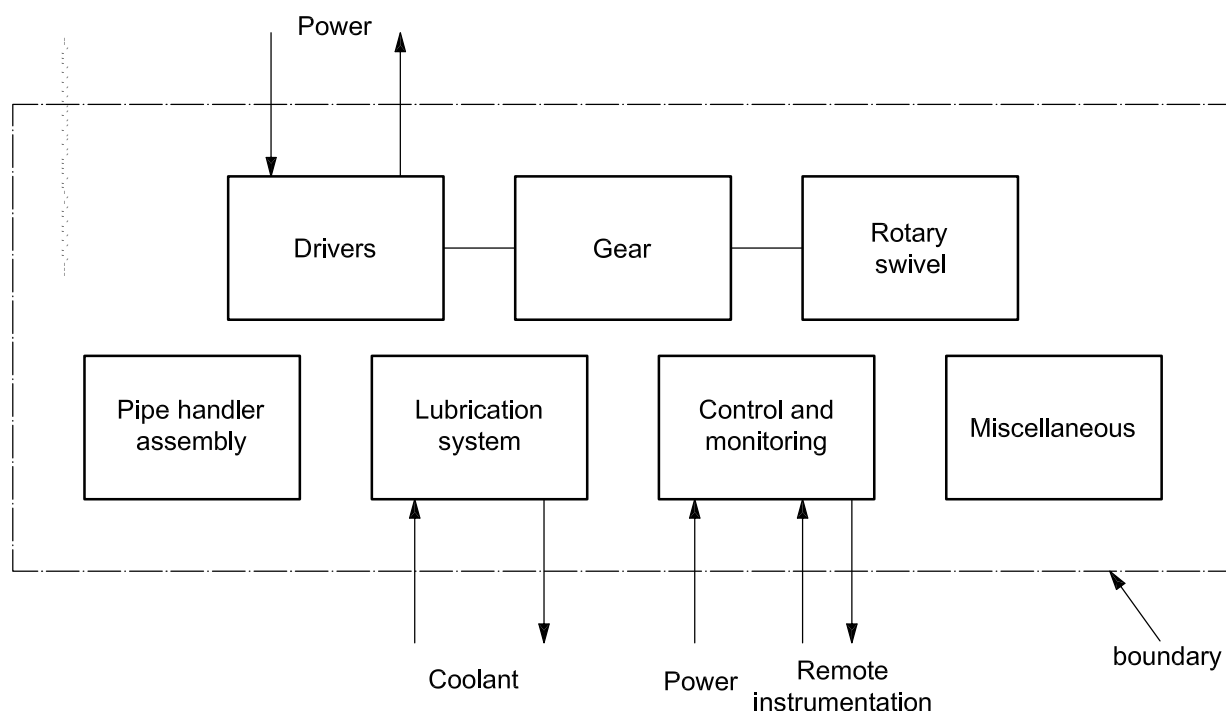 Power
Drivers
Gear
Rotary
swivel
Pipe handler
assembly
Lubrication
system
Control and
monitoring
Miscellaneous
Coolant
Power
Remote
instrumentation
boundary